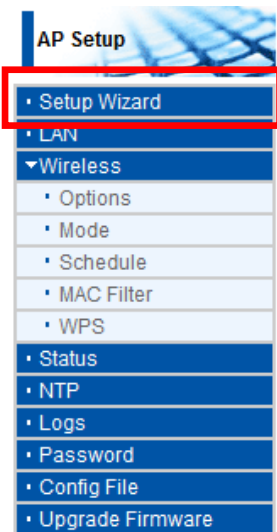 AP Setup
Setup Wizard
LAN
Wireless
Options
Mode
Schedule
MAC Filter
WPS
Status
NTP
Logs
Password
Config File
Upgrade Firmware